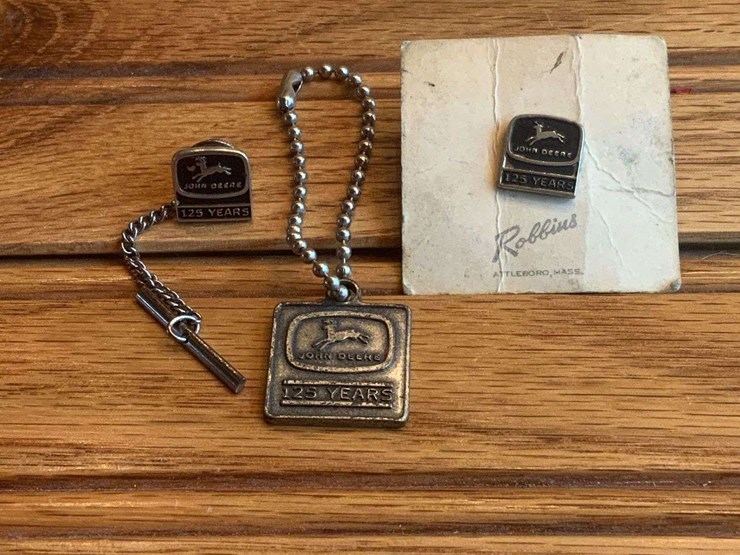 JOHN DEERE
125 YEARS
JOHN DEERE
125 YEARS
JOHN DEERE
125 YEARS
Robbins
ATTLEBORO, MASS.